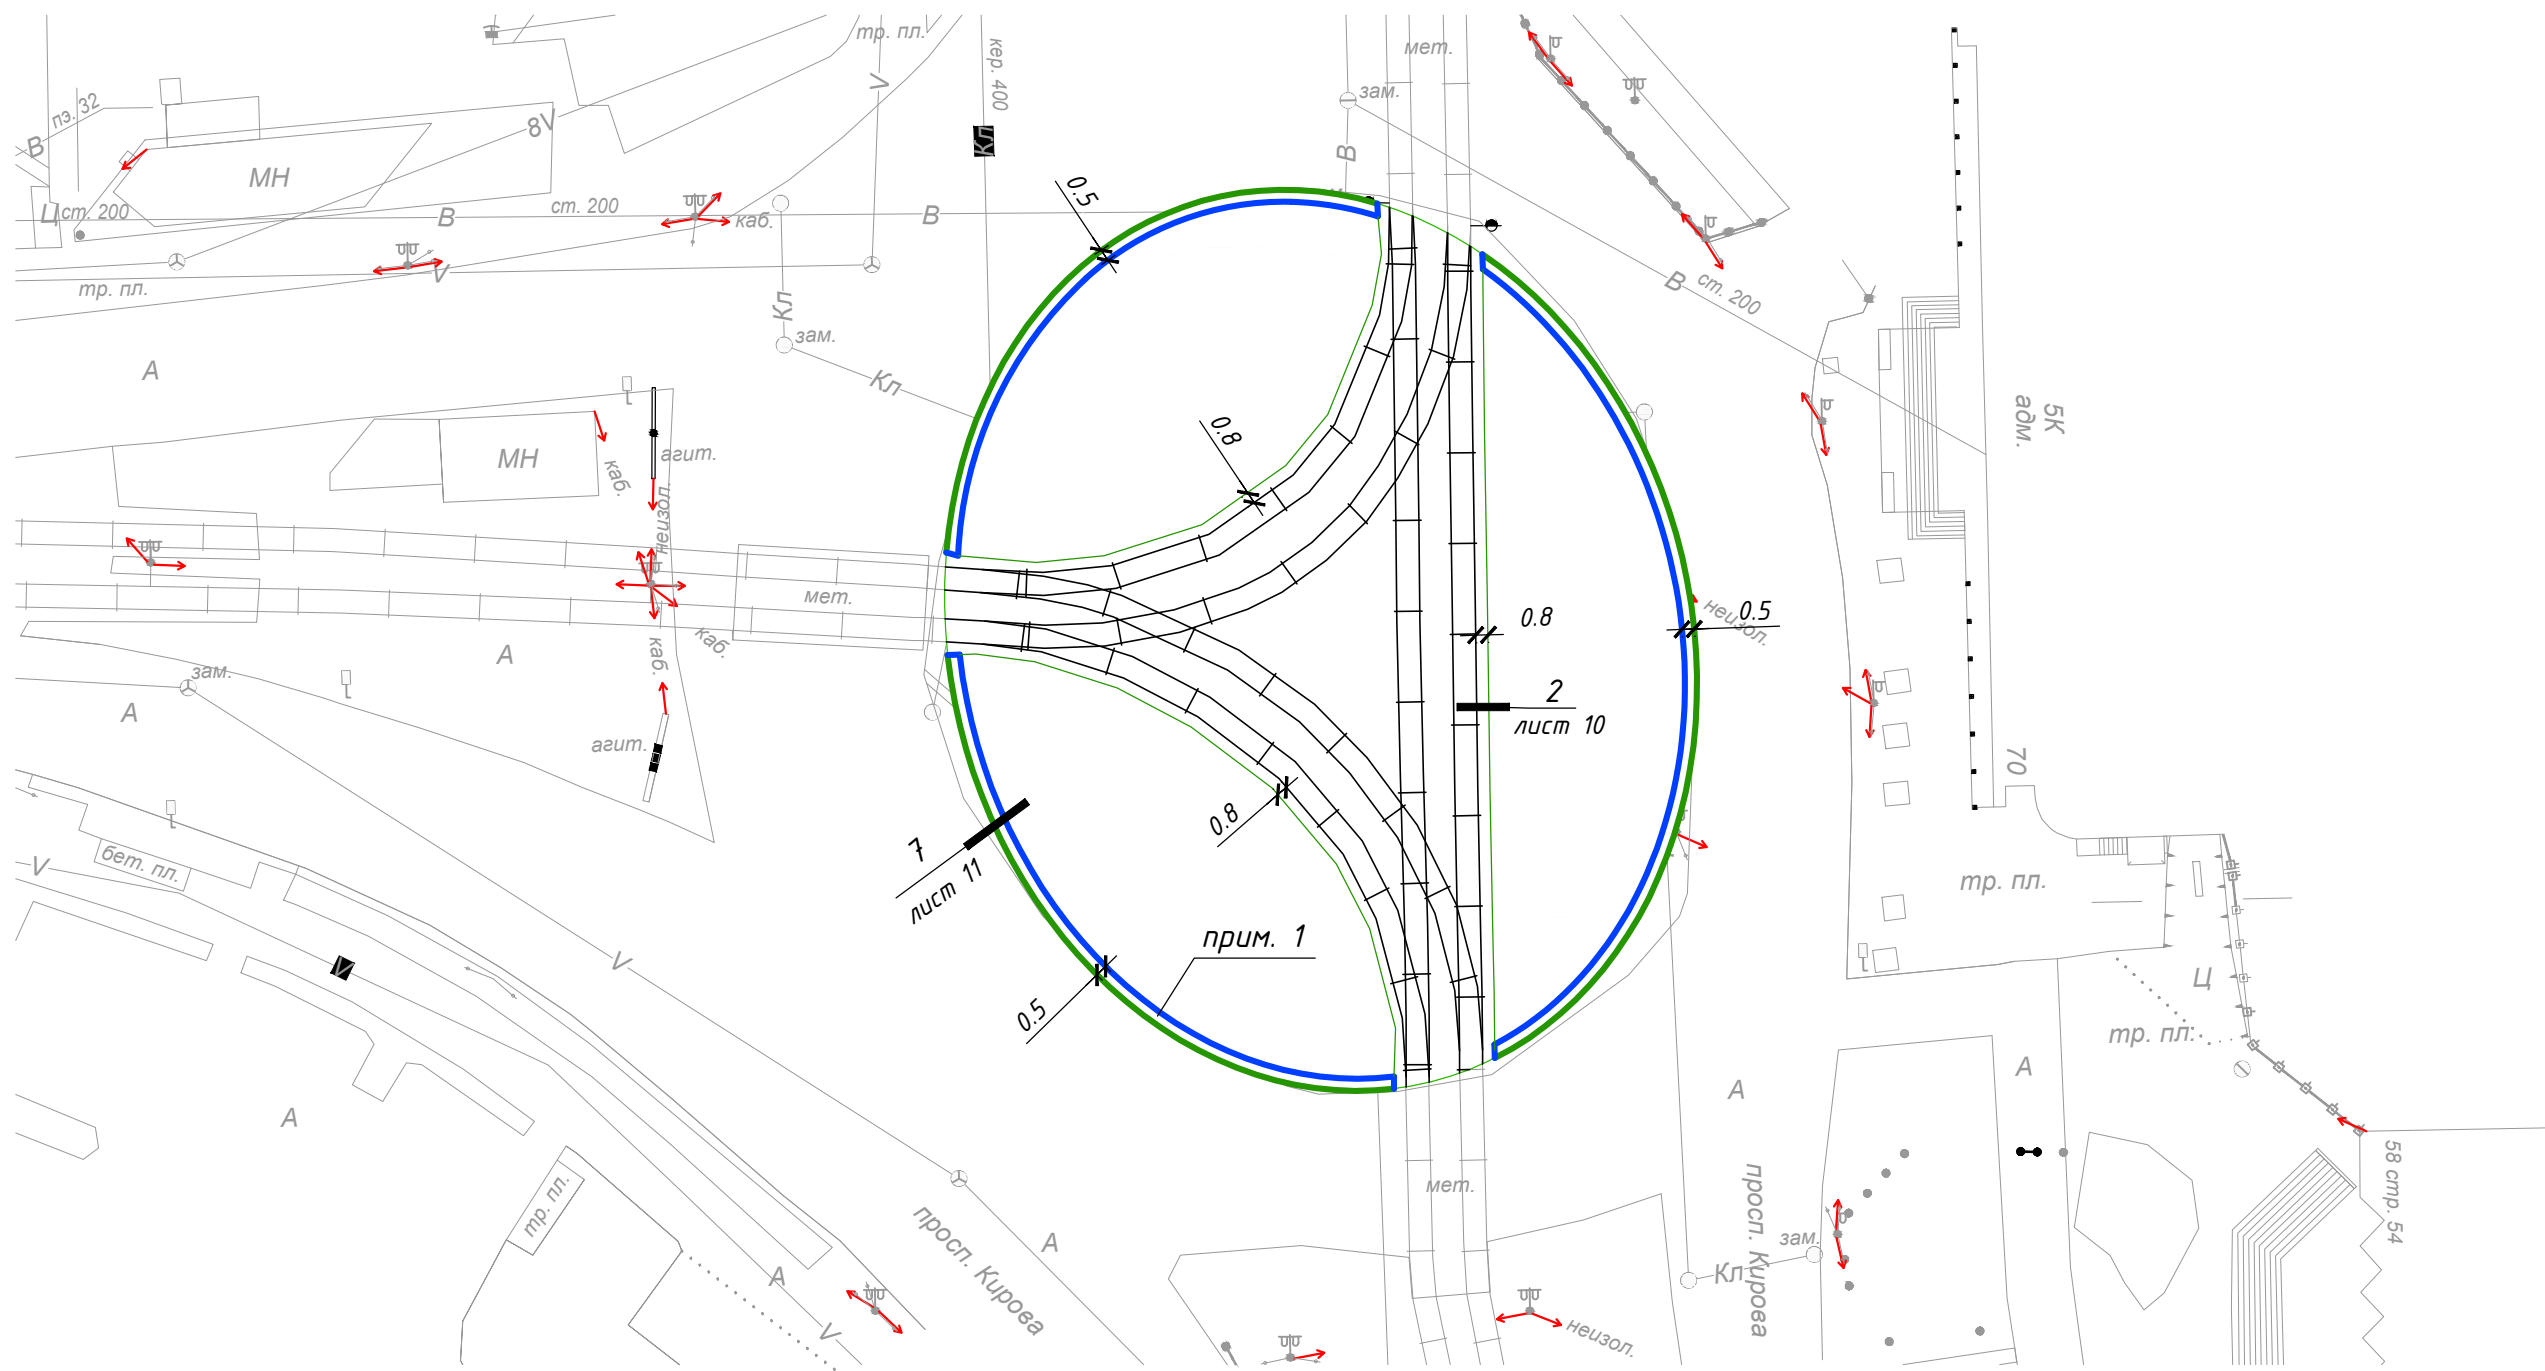 тр. пл.
кер. 400
мет.
зам.
пэ. 32
В
8V
V
Кл
МН
В
Ц
ст. 200
В
ст. 200
каб.
В
0.5
тр. пл.
V
Кл
зам.
В
ст. 200
А
Кл
5К
адм.
0.8
МН
каб.
агит.
неизол.
мет.
0.8
0.5
неизол.
А
каб.
каб.
зам.
А
2
лист 10
агит.
70
0.8
7
лист 11
V
бет. пл.
тр. пл.
прим. 1
V
V
Ц
0.5
тр. пл.
А
А
А
тр. пл.
мет.
58 стр. 54
просп. Кирова
А
просп. Кирова
зам.
Кл
А
V
неизол.